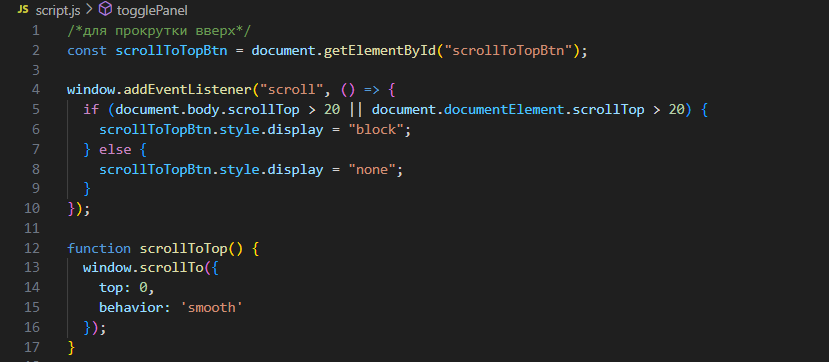 JS script.js > togglePanel
1 /*для прокрутки вверх*/
2 const scrollToTopBtn = document.getElementById("scrollToTopBtn");
3
4 window.addEventListener("scroll", () => {
5 if (document.body.scrollTop > 20 || document.documentElement.scrollTop > 20) {
6 scrollToTopBtn.style.display = "block";
7 } else {
8 scrollToTopBtn.style.display = "none";
9 }
10 });
11
12 function scrollToTop() {
13 window.scrollTo({
14 top: 0,
15 behavior: 'smooth'
16 });
17 }